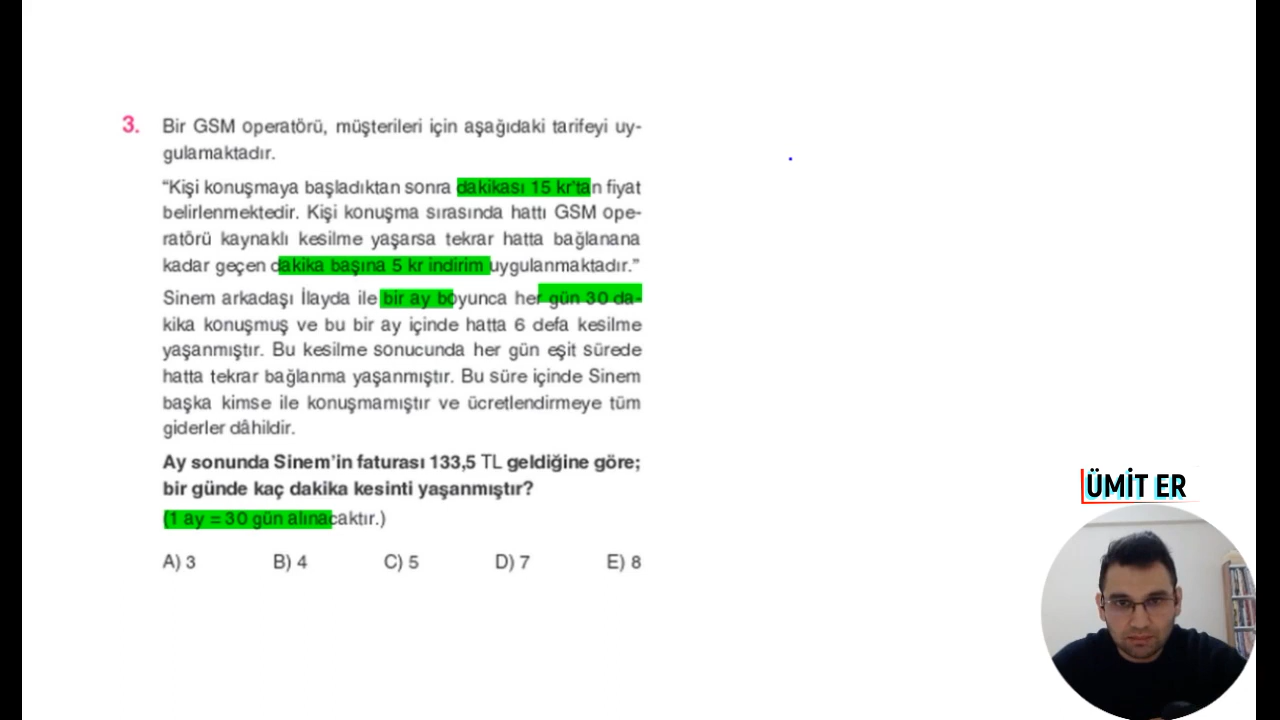 3. Bir GSM operatörü, müşterileri için aşağıdaki tarifeyi uy-
gulamaktadır.
“Kişi konuşmaya başladıktan sonra dakikası 15 kr'tan fiyat
belirlenmektedir. Kişi konuşma sırasında hattı GSM ope-
ratörü kaynaklı kesilme yaşarsa tekrar hatta bağlanana
kadar geçen dakika başına 5 kr indirim uygulanmaktadır.”
Sinem arkadaşı İlayda ile bir ay boyunca her gün 30 da-
kika konuşmuş ve bu bir ay içinde hatta 6 defa kesilme
yaşanmıştır. Bu kesilme sonucunda her gün eşit sürede
hatta tekrar bağlanma yaşanmıştır. Bu süre içinde Sinem
başka kimse ile konuşmamıştır ve ücretlendirmeye tüm
giderler dâhildir.
Ay sonunda Sinem'in faturası 133,5 TL geldiğine göre;
bir günde kaç dakika kesinti yaşanmıştır?
(1 ay = 30 gün alınacaktır.)
A) 3 B) 4 C) 5 D) 7 E) 8
ÜMİT ER